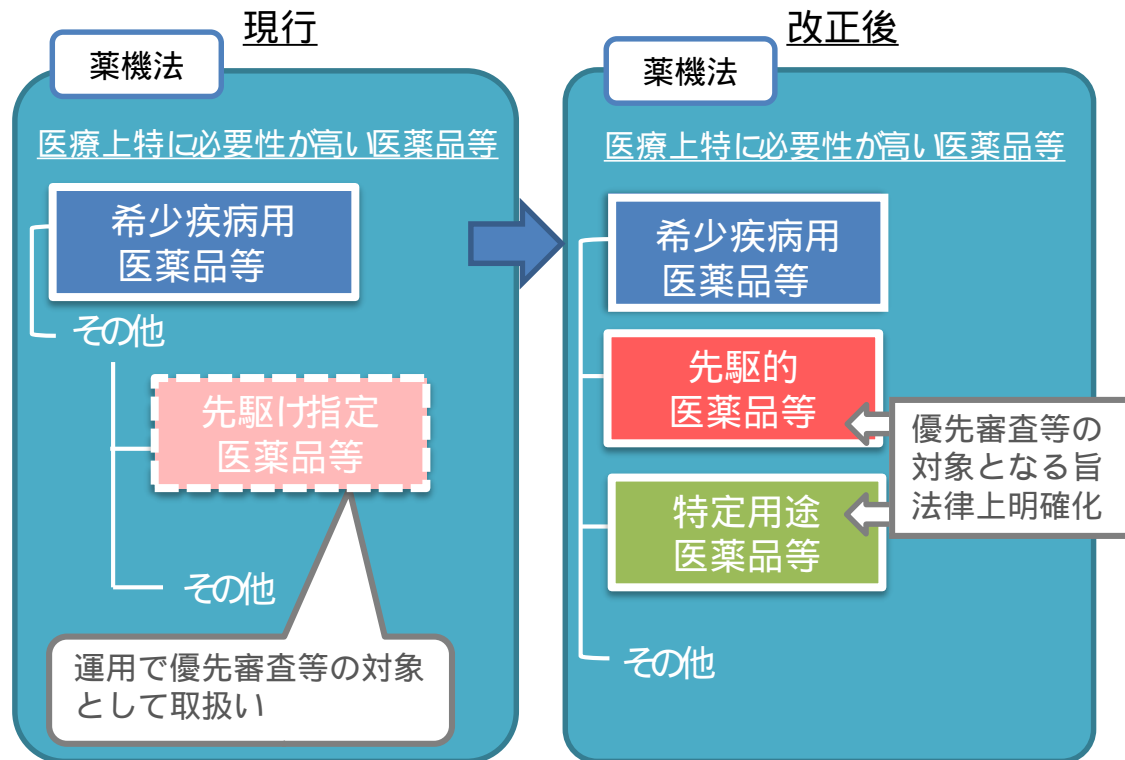 現行
薬機法
医療上特に必要性が高い医薬品等
希少疾病用
医薬品等
その他
先駆け指定
医薬品等
その他
運用で優先審査等の対象
として取扱い
改正後
薬機法
医療上特に必要性が高い医薬品等
希少疾病用
医薬品等
先駆的
医薬品等
特定用途
医薬品等
優先審査等の
対象となる旨
法律上明確化
その他